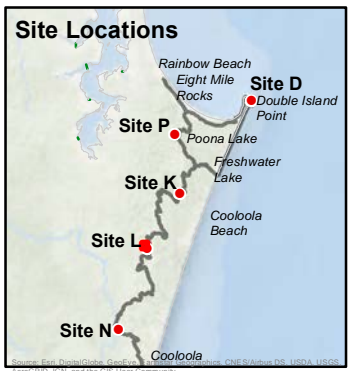 Site Locations
Rainbow Beach
Eight Mile
Rocks
Site D
Double Island
Point
Site P
Poona Lake
Freshwater
Lake
Site K
Cooloola
Beach
Site L
Site N
Cooloola
Source: Esri, DigitalGlobe, GeoEye, Earthstar Geographics, CNES/Airbus DS, USDA, USGS,
AeroGRID, IGN, and the GIS User Community